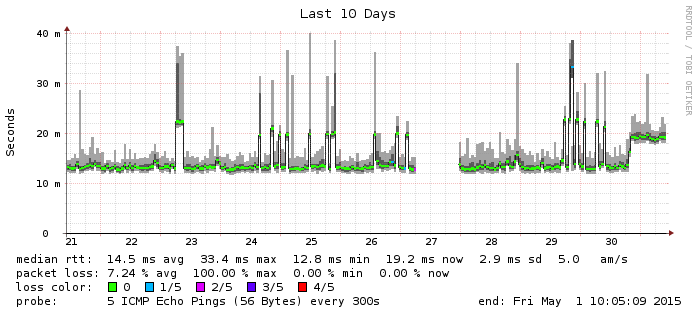 Last 10 Days
RRDTOOL / TOBI OETIKER
Seconds
40 m
30 m
20 m
10 m
0
21 22 23 24 25 26 27 28 29 30
median rtt: 14.5 ms avg 33.4 ms max 12.8 ms min 19.2 ms now 2.9 ms sd 5.0 am/s
packet loss: 7.24 % avg 100.00 % max 0.00 % min 0.00 % now
loss color: 0 1/5 2/5 3/5 4/5
probe: 5 ICMP Echo Pings (56 Bytes) every 300s end: Fri May 1 10:05:09 2015